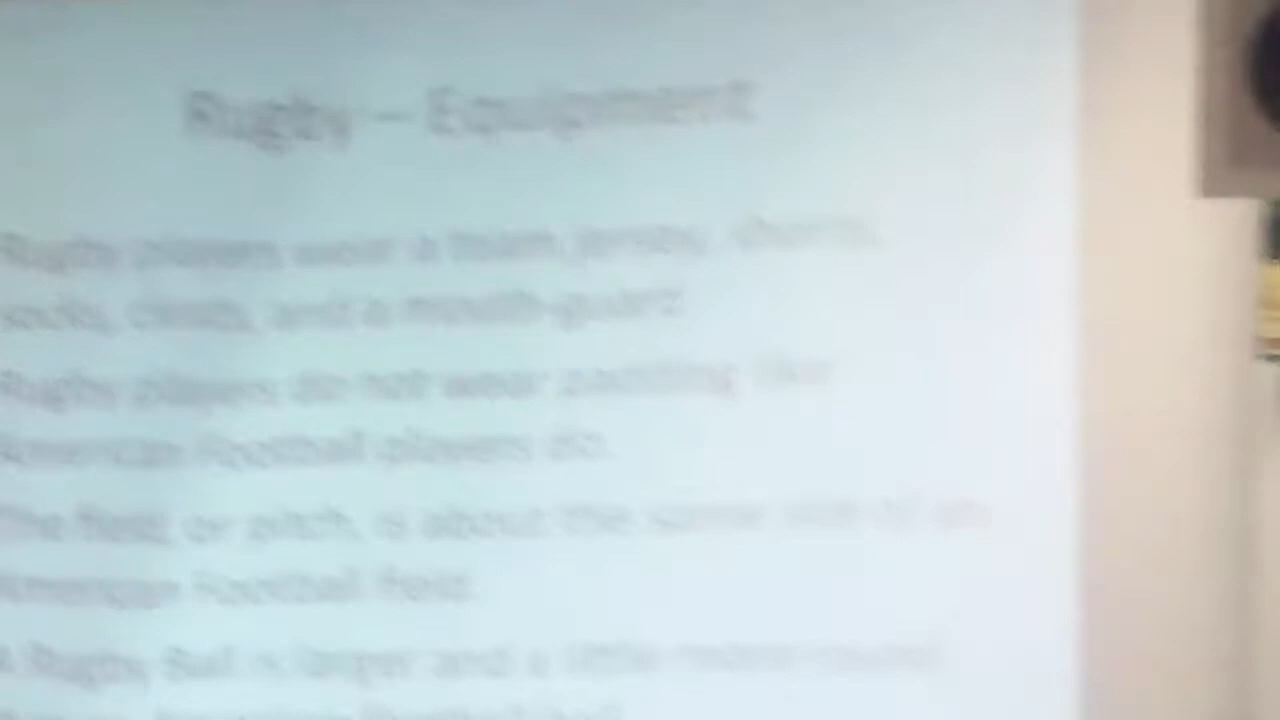 Rugby – Equipment
Rugby players wear a team jersey, shorts,
socks, cleats, and a mouth-guard
Rugby players do not wear padding like
American Football players do.
The field, or pitch, is about the same size of an
American Football field
A Rugby Ball is larger and a little more round